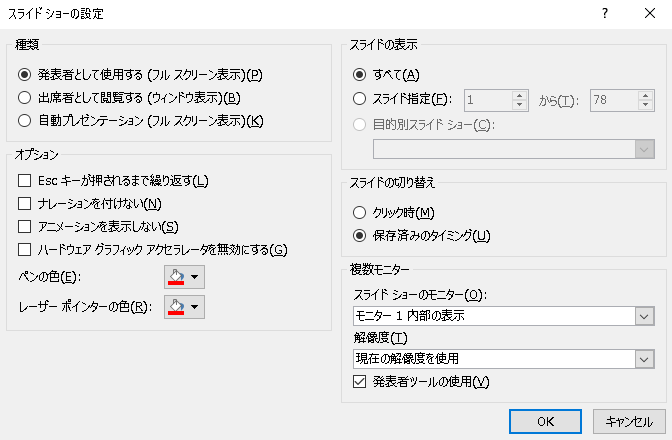 スライド ショーの設定
種類
発表者として使用する (フル スクリーン表示)(P)
出席者として閲覧する (ウィンドウ表示)(B)
自動プレゼンテーション (フル スクリーン表示)(K)
オプション
Esc キーが押されるまで繰り返す(L)
ナレーションを付けない(N)
アニメーションを表示しない(S)
ハードウェア グラフィック アクセラレータを無効にする(G)
ペンの色(E):
レーザー ポインターの色(R):
スライドの表示
すべて(A)
スライド指定(F): 1 から(T): 78
目的別スライド ショー(C):
スライドの切り替え
クリック時(M)
保存済みのタイミング(U)
複数モニター
スライド ショーのモニター(O):
モニター 1 内部の表示
解像度(T)
現在の解像度を使用
発表者ツールの使用(V)
OK キャンセル